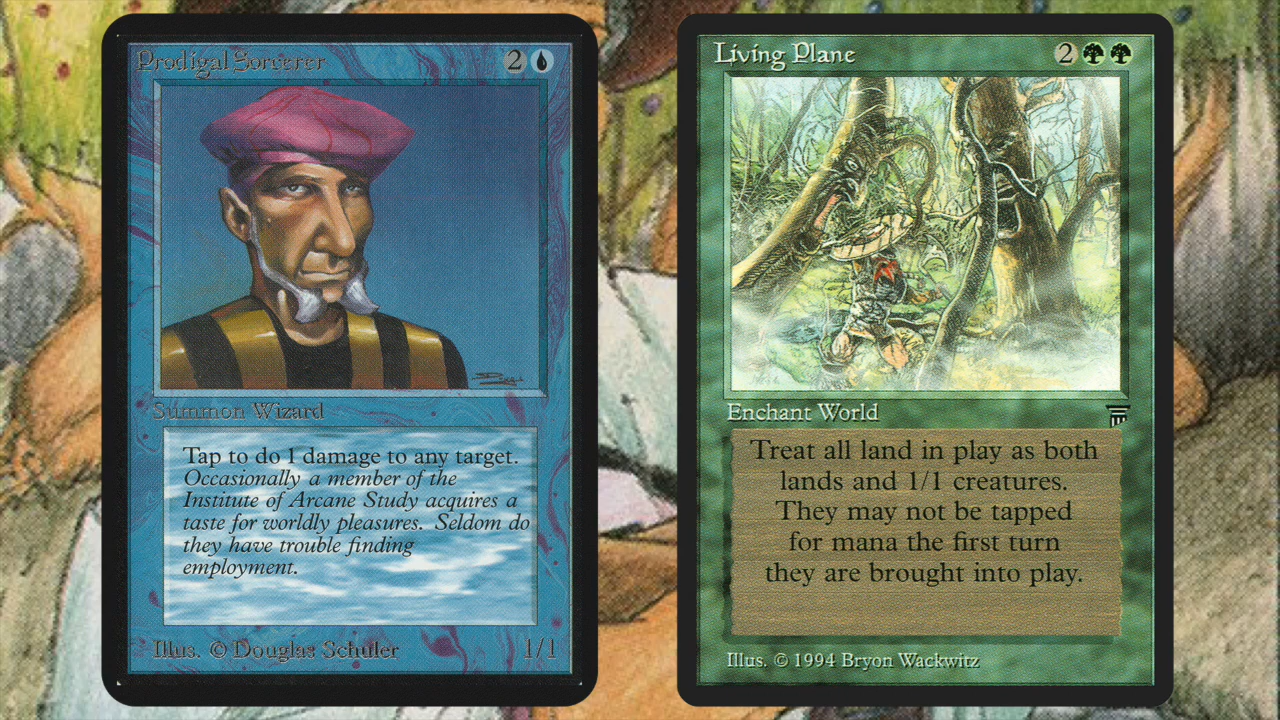 Prodigal Sorcerer 2
Summon Wizard
Tap to do 1 damage to any target.
Occasionally a member of the
Institute of Arcane Study acquires a
taste for worldly pleasures. Seldom do
they have trouble finding
employment.
Illus. © Douglas Schuler 1/1
Living Plane 2
Enchant World
Treat all land in play as both
lands and 1/1 creatures.
They may not be tapped
for mana the first turn
they are brought into play.
Illus. © 1994 Bryon Wackwitz